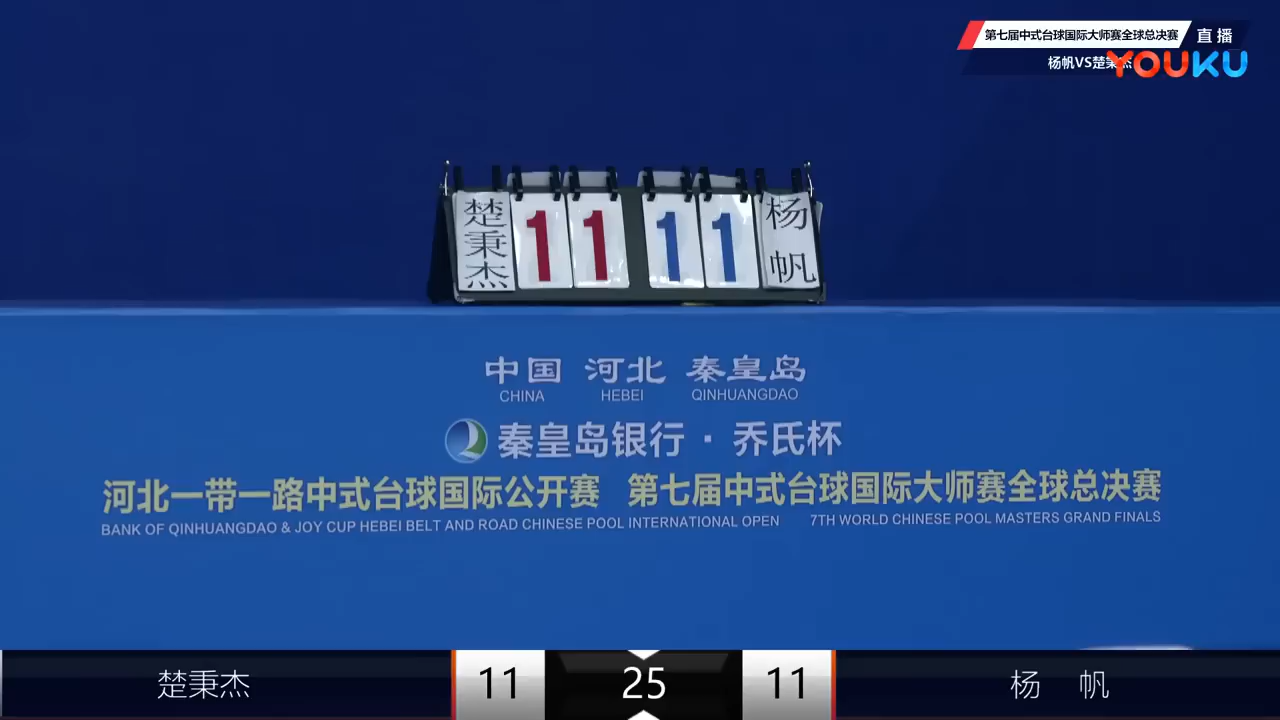 第七届中式台球国际大师赛全球总决赛 直播
杨帆VS楚秉杰
YOUKU
楚秉杰 1 1 1 1 杨帆
中国 河北 秦皇岛
CHINA HEBEI QINHUANGDAO
秦皇岛银行·乔氏杯
河北一带一路中式台球国际公开赛 第七届中式台球国际大师赛全球总决赛
BANK OF QINHUANGDAO & JOY CUP HEBEI BELT AND ROAD CHINESE POOL INTERNATIONAL OPEN 7TH WORLD CHINESE POOL MASTERS GRAND FINALS
楚秉杰 11 25 11 杨 帆